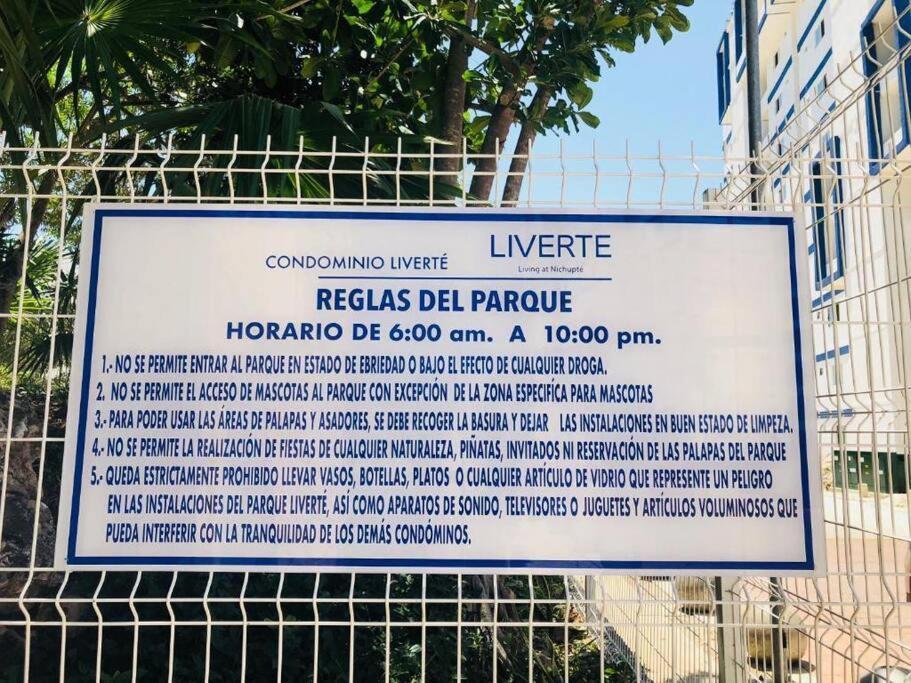 CONDOMINIO LIVERTÉ
LIVERTE
Living at Nichupté
REGLAS DEL PARQUE
HORARIO DE 6:00 am. A 10:00 pm.
1.- NO SE PERMITE ENTRAR AL PARQUE EN ESTADO DE EBRIEDAD O BAJO EL EFECTO DE CUALQUIER DROGA.
2. NO SE PERMITE EL ACCESO DE MASCOTAS AL PARQUE CON EXCEPCIÓN DE LA ZONA ESPECIFÍCA PARA MASCOTAS
3.- PARA PODER USAR LAS ÁREAS DE PALAPAS Y ASADORES, SE DEBE RECOGER LA BASURA Y DEJAR LAS INSTALACIONES EN BUEN ESTADO DE LIMPEZA.
4.- NO SE PERMITE LA REALIZACIÓN DE FIESTAS DE CUALQUIER NATURALEZA, PIÑATAS, INVITADOS NI RESERVACIÓN DE LAS PALAPAS DEL PARQUE
5.- QUEDA ESTRICTAMENTE PROHIBIDO LLEVAR VASOS, BOTELLAS, PLATOS O CUALQUIER ARTÍCULO DE VIDRIO QUE REPRESENTE UN PELIGRO
EN LAS INSTALACIONES DEL PARQUE LIVERTÉ, ASÍ COMO APARATOS DE SONIDO, TELEVISORES O JUGUETES Y ARTÍCULOS VOLUMINOSOS QUE
PUEDA INTERFERIR CON LA TRANQUILIDAD DE LOS DEMÁS CONDÓMINOS.